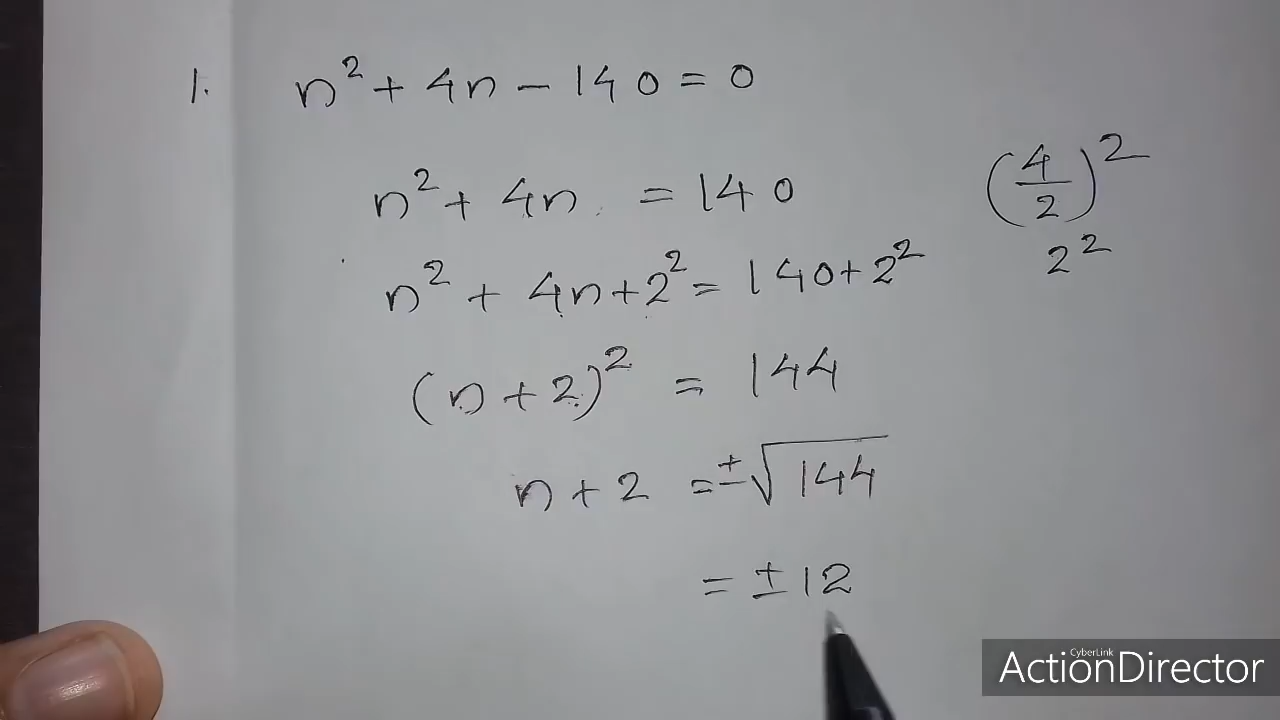 1. n² + 4n - 140 = 0
n² + 4n = 140
(4/2)²
n² + 4n + 2² = 140 + 2²
2²
(n + 2)² = 144
n + 2 = ±√144
= ±12
CyberLink
ActionDirector